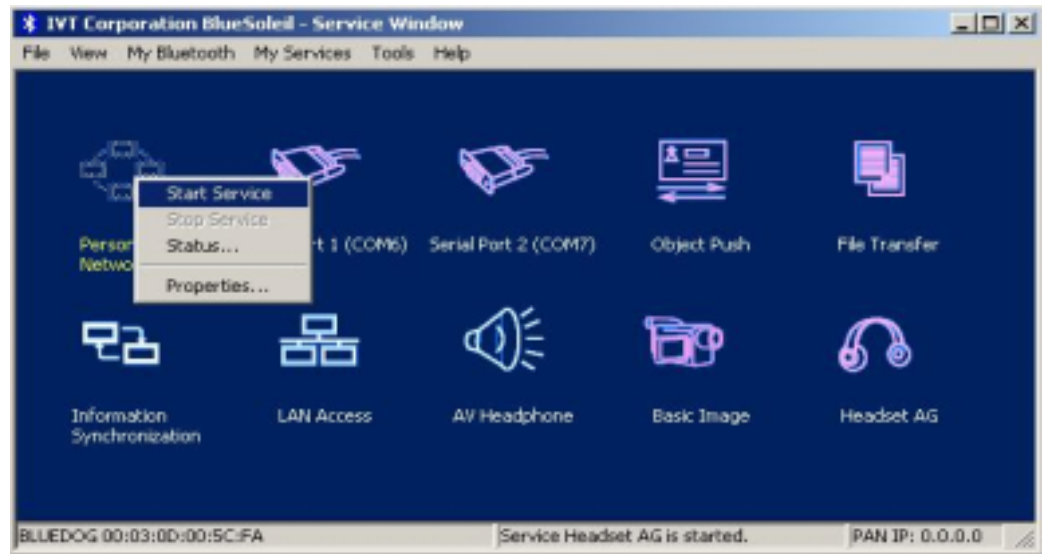 IVT Corporation BlueSoleil - Service Window
File View My Bluetooth My Services Tools Help
Start Service
Stop Service
Status...
Properties...
Person
Networ
rt 1 (COM6)
Serial Port 2 (COM7)
Object Push
File Transfer
Information
Synchronization
LAN Access
AV Headphone
Basic Image
Headset AG
BLUEDOG 00:03:0D:00:5C:FA
Service Headset AG is started.
PAN IP: 0.0.0.0